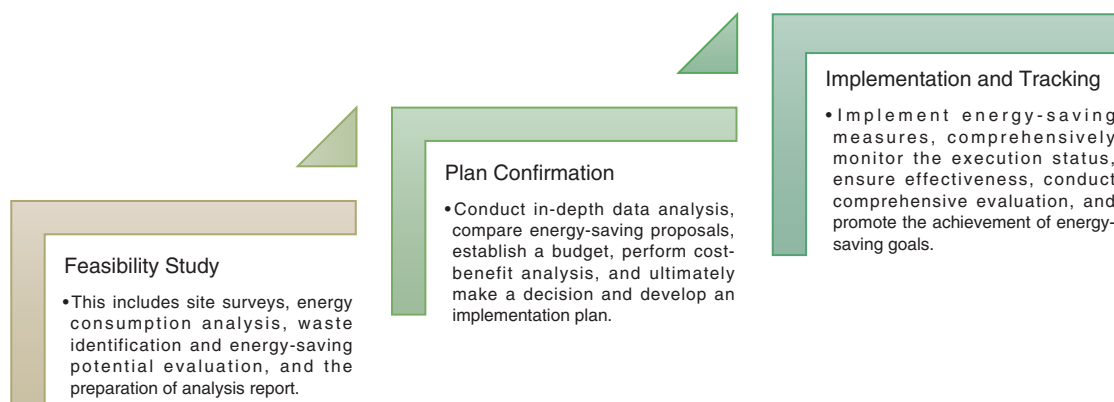 Feasibility Study
•This includes site surveys, energy
consumption analysis, waste
identification and energy-saving
potential evaluation, and the
preparation of analysis report.
Plan Confirmation
•Conduct in-depth data analysis,
compare energy-saving proposals,
establish a budget, perform cost-
benefit analysis, and ultimately
make a decision and develop an
implementation plan.
Implementation and Tracking
•Implement energy-saving
measures, comprehensively
monitor the execution status,
ensure effectiveness, conduct
comprehensive evaluation, and
promote the achievement of energy-
saving goals.